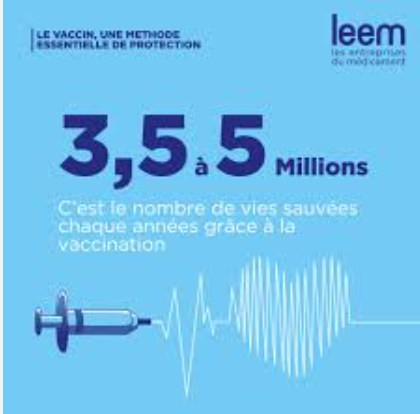 LE VACCIN, UNE METHODE
ESSENTIELLE DE PROTECTION
leem
les entreprises
du médicament
3,5 à 5 Millions
C'est le nombre de vies sauvées
chaque années grâce à la
vaccination